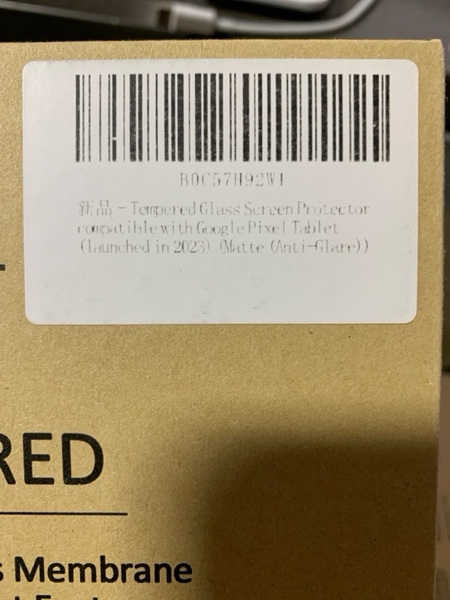 B0C57H92W1
新品 - Tempered Glass Screen Protector
compatible with Google Pixel Tablet
(launched in 2023) (Matte (Anti-Glare))
RED
s Membrane